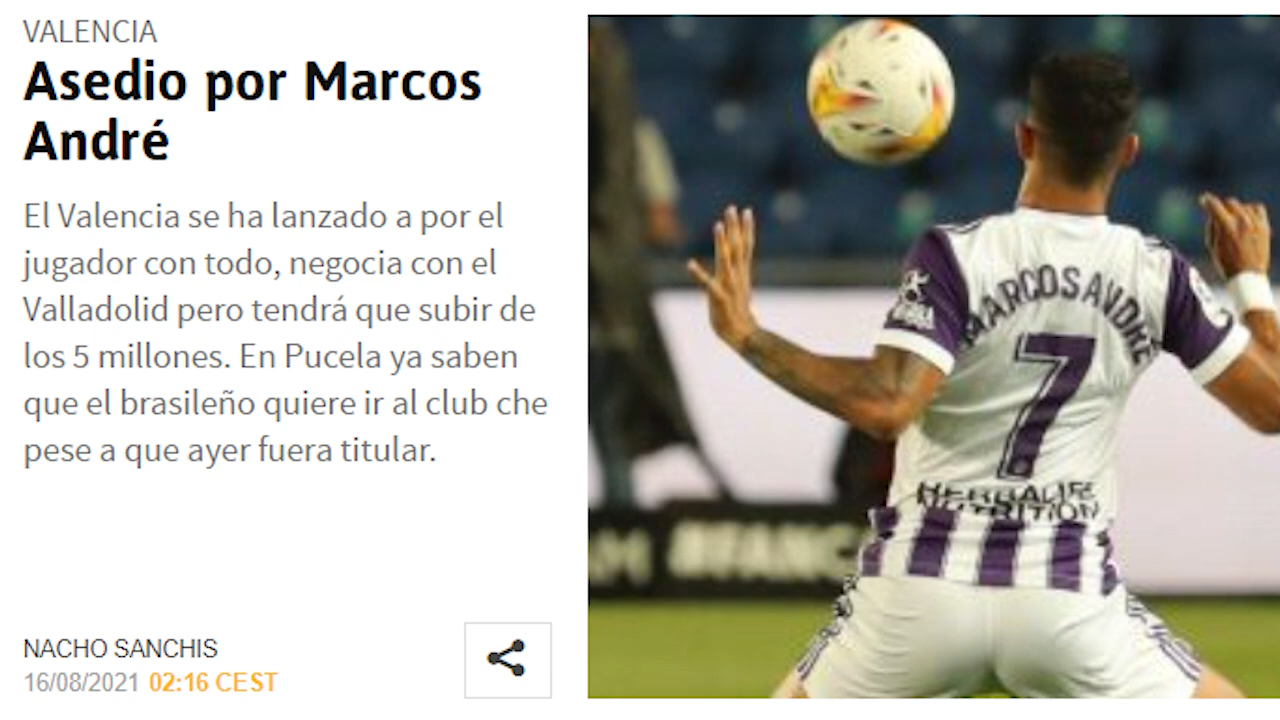 VALENCIA
Asedio por Marcos
André
El Valencia se ha lanzado a por el
jugador con todo, negocia con el
Valladolid pero tendrá que subir de
los 5 millones. En Pucela ya saben
que el brasileño quiere ir al club che
pese a que ayer fuera titular.
NACHO SANCHIS
16/08/2021 02:16 CEST
MARCOS ANDRE
7
HERBALIFE
NUTRITION